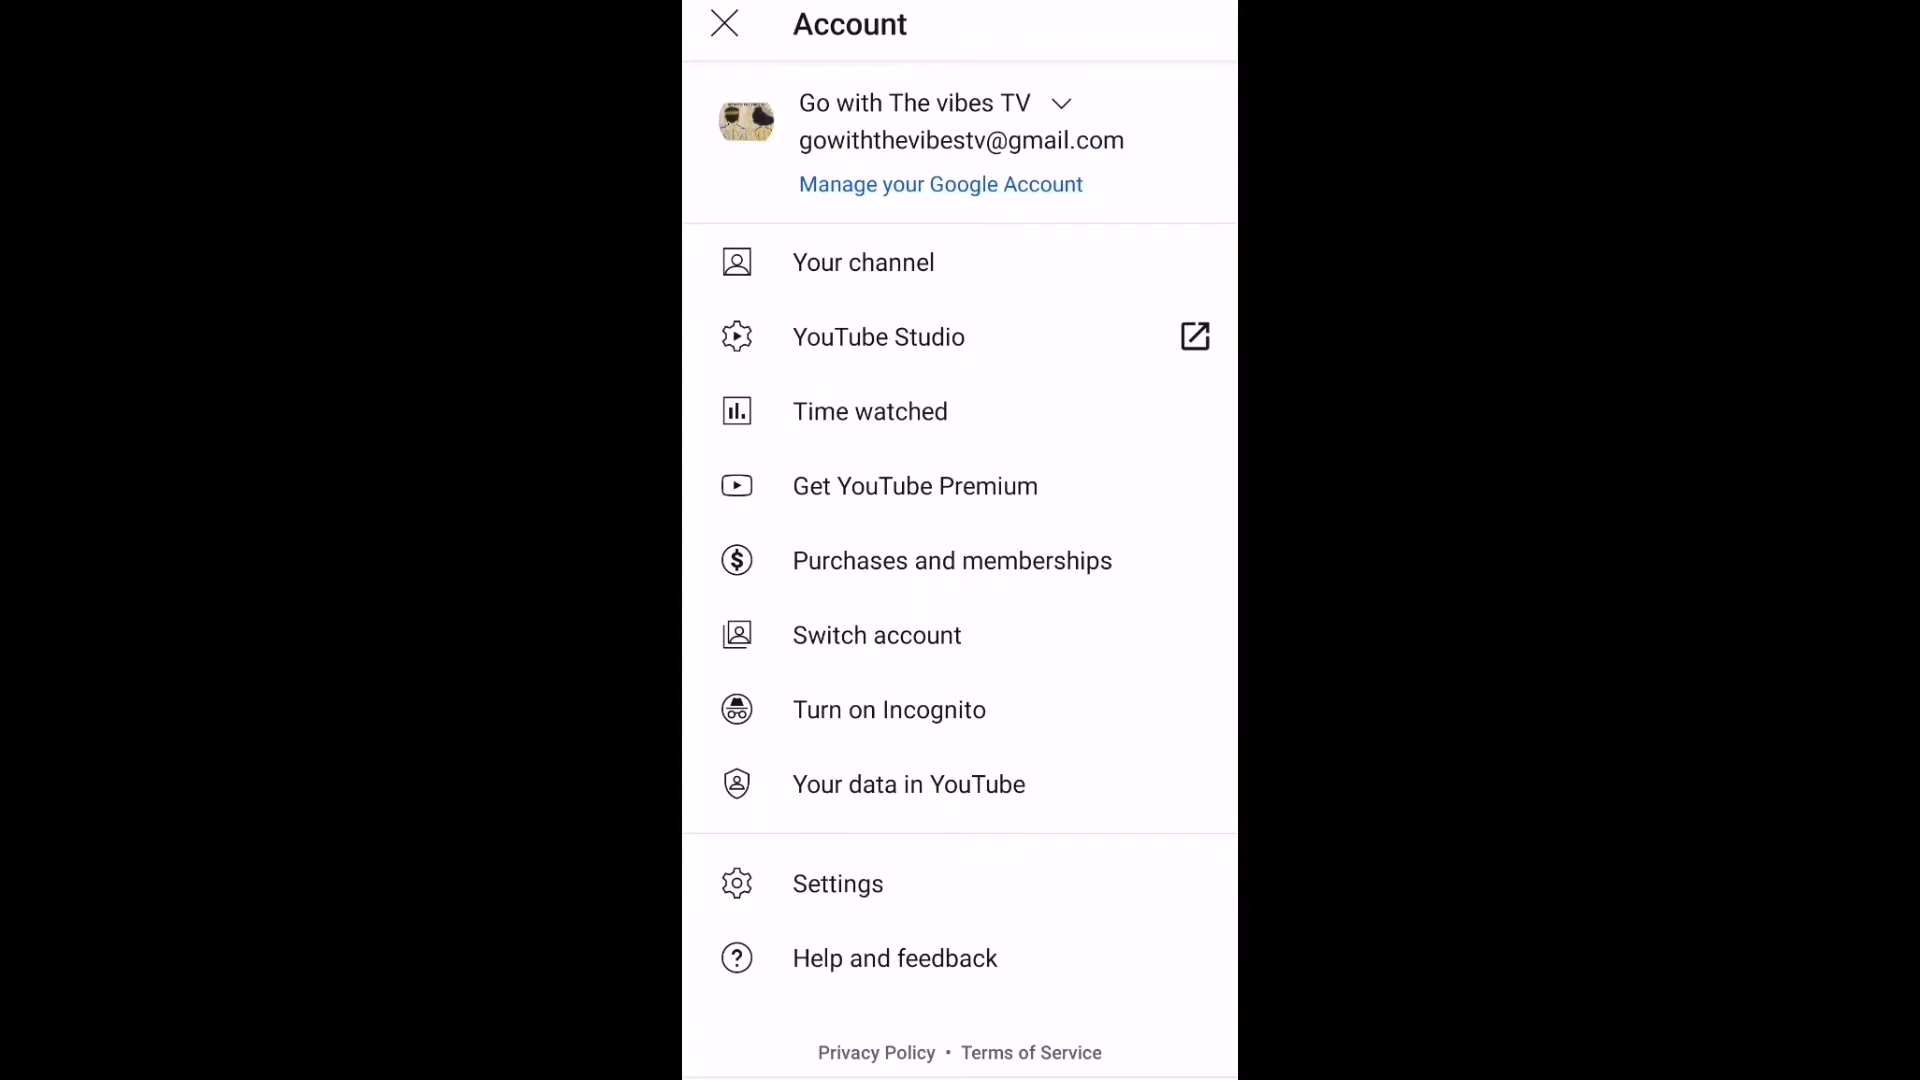 Account
Go with The vibes TV
gowiththevibestv@gmail.com
Manage your Google Account
Your channel
YouTube Studio
Time watched
Get YouTube Premium
Purchases and memberships
Switch account
Turn on Incognito
Your data in YouTube
Settings
Help and feedback
Privacy Policy • Terms of Service